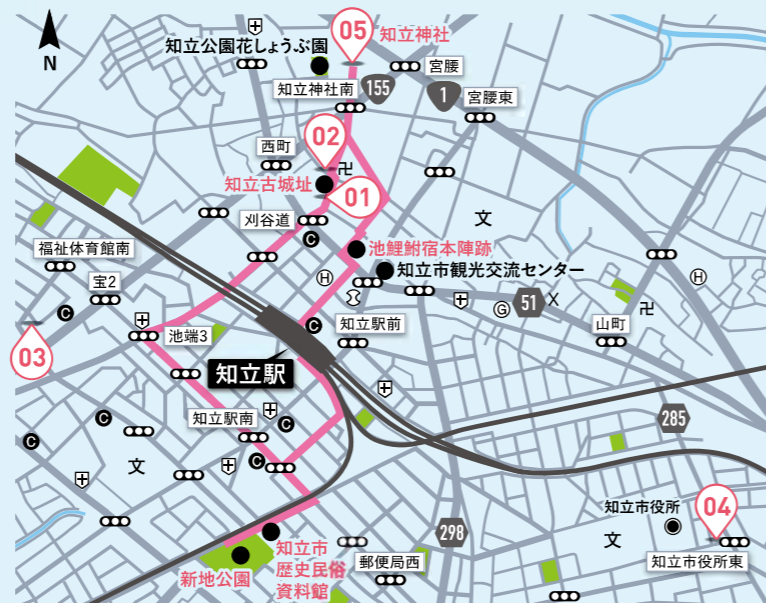 05
知立神社
知立公園花しょうぶ園
宮腰
N
知立神社南
155
1
宮腰東
02
西町
卍
知立古城址
01
刈谷道
文
池鯉鮒宿本陣跡
福祉体育館南
C
知立市観光交流センター
宝2
H
H
C
51
X
卍
G
03
池端3
C
知立駅前
山町
知立駅
知立駅南
C
285
C
C
C
文
知立市役所
04
298
文
知立市役所東
知立市
歴史民俗
資料館
郵便局西
新地公園